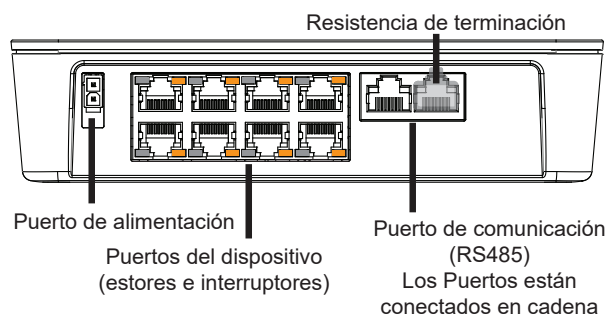 Resistencia de terminación
Puerto de alimentación
Puertos del dispositivo
(estores e interruptores)
Puerto de comunicación
(RS485)
Los Puertos están
conectados en cadena